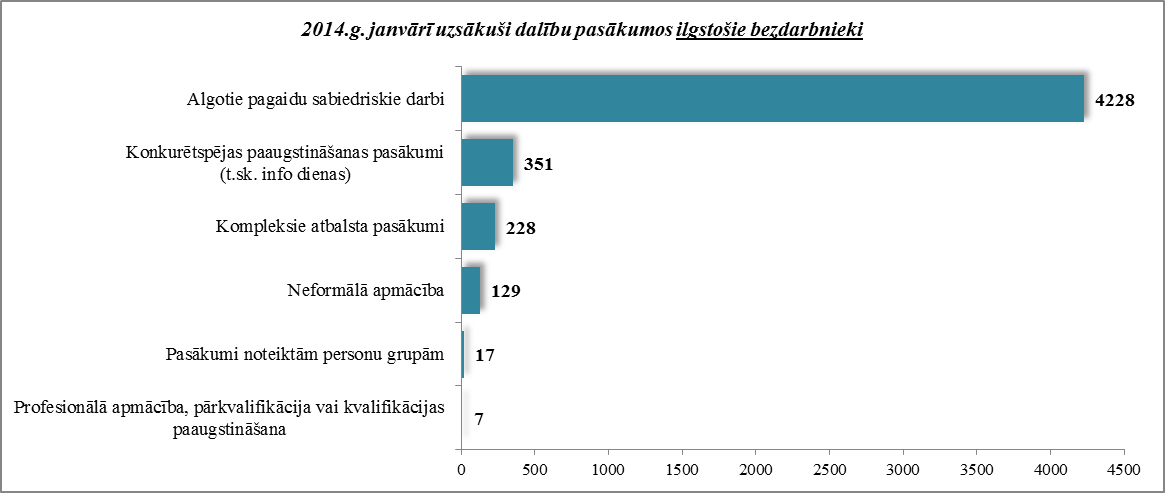 2014.g. janvārī uzsākuši dalību pasākumos ilgstošie bezdarbnieki
Algotie pagaidu sabiedriskie darbi
4228
Konkurētspējas paaugstināšanas pasākumi
(t.sk. info dienas)
351
Kompleksie atbalsta pasākumi
228
Neformālā apmācība
129
Pasākumi noteiktām personu grupām
17
Profesionālā apmācība, pārkvalifikācija vai kvalifikācijas
paaugstināšana
7
0 500 1000 1500 2000 2500 3000 3500 4000 4500